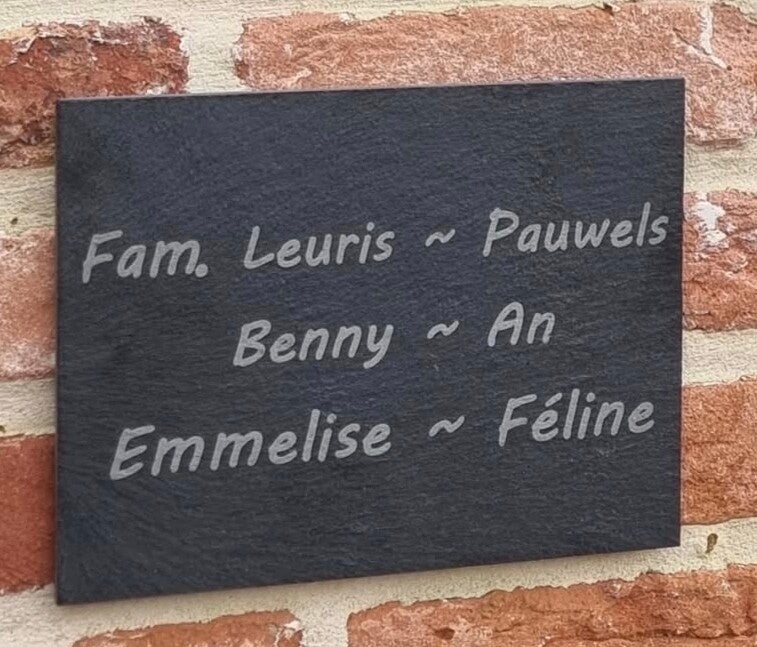 Fam. Leuris ~ Pauwels
Benny ~ An
Emmelise ~ Féline